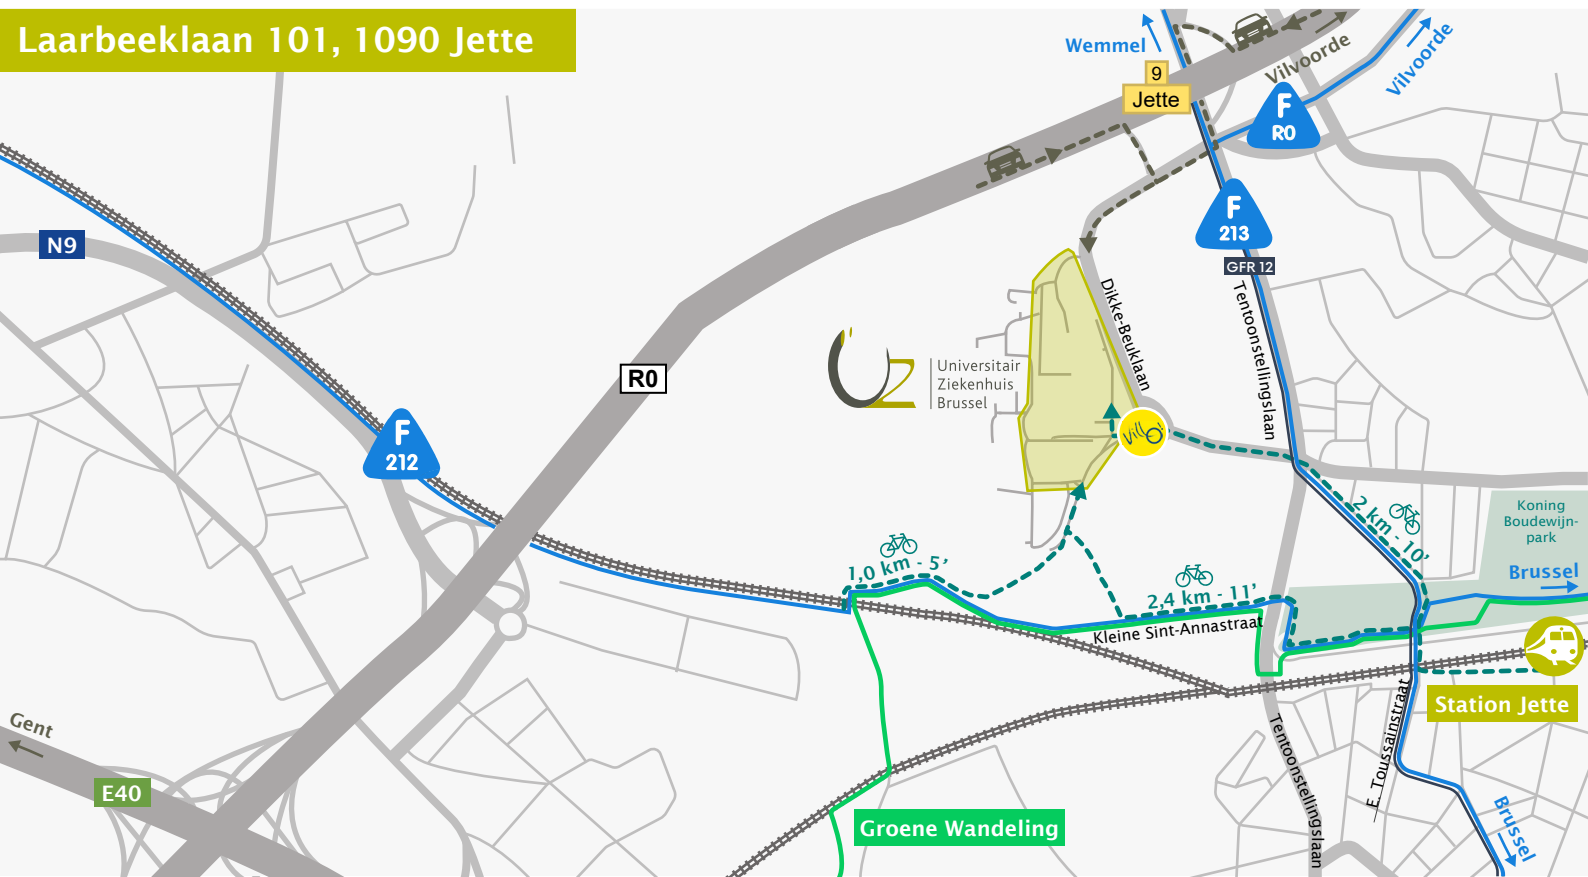 Laarbeeklaan 101, 1090 Jette
Wemmel
9
Jette
Vilvoorde
Vilvoorde
F
R0
F
213
GFR 12
N9
Tentoonstellingslaan
Dikke-Beuklaan
R0
UZ
Universitair
Ziekenhuis
Brussel
Villo!
F
212
2 km - 10’
Koning
Boudewijn-
park
Brussel
1,0 km - 5’
2,4 km - 11’
Kleine Sint-Annastraat
Station Jette
Gent
E40
E. Toussainstraat
Tentoonstellingslaan
Groene Wandeling
Brussel